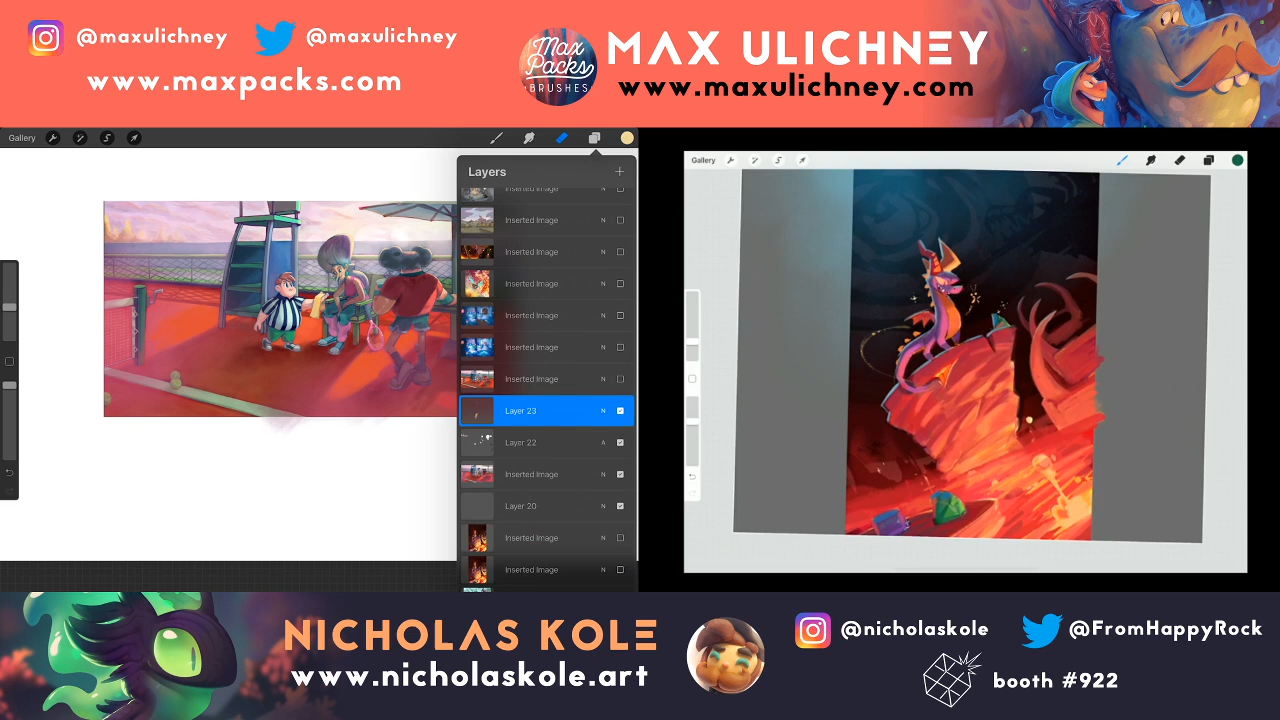 @maxulichney
@maxulichney
www.maxpacks.com
Max
Packs
BRUSHES
MAX ULICHNEY
www.maxulichney.com
Gallery
Layers
Inserted Image N
Inserted Image N
Inserted Image N
Inserted Image N
Inserted Image N
Inserted Image N
Inserted Image N
Layer 23 N
Layer 22 A
Inserted Image N
Layer 20 N
Inserted Image N
Inserted Image N
Gallery
NICHOLAS KOLE
www.nicholaskole.art
@nicholaskole
@FromHappyRock
booth #922